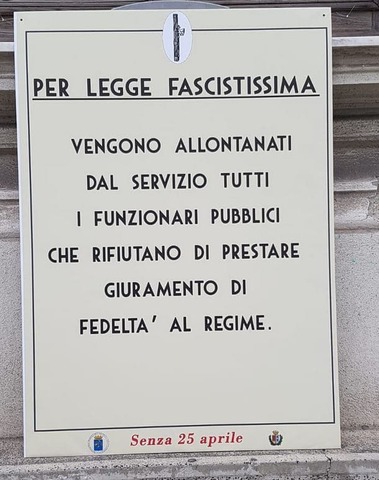 PER LEGGE FASCISTISSIMA
VENGONO ALLONTANATI
DAL SERVIZIO TUTTI
I FUNZIONARI PUBBLICI
CHE RIFIUTANO DI PRESTARE
GIURAMENTO DI
FEDELTA' AL REGIME.
Senza 25 aprile